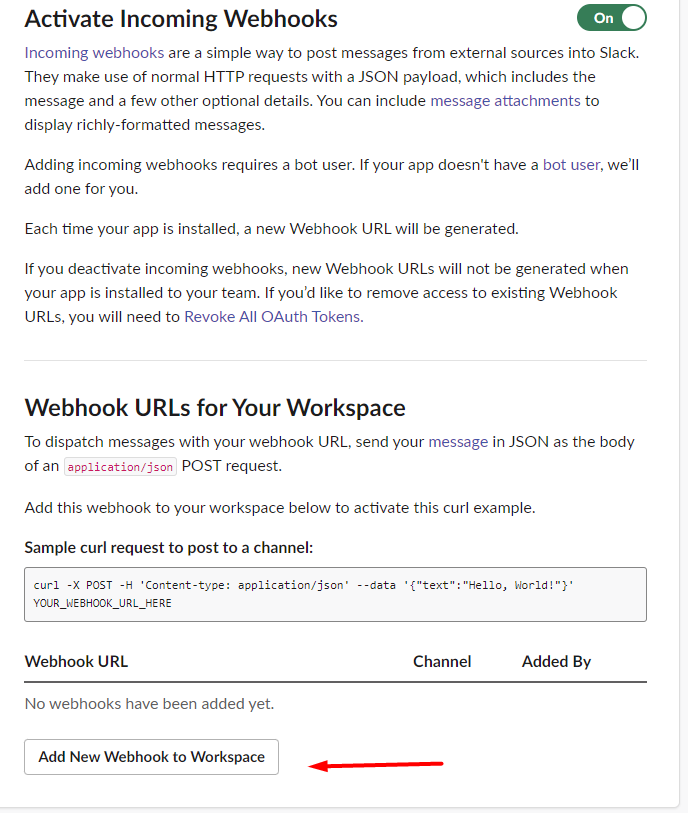 Activate Incoming Webhooks
On
Incoming webhooks are a simple way to post messages from external sources into Slack.
They make use of normal HTTP requests with a JSON payload, which includes the
message and a few other optional details. You can include message attachments to
display richly-formatted messages.
Adding incoming webhooks requires a bot user. If your app doesn't have a bot user, we’ll
add one for you.
Each time your app is installed, a new Webhook URL will be generated.
If you deactivate incoming webhooks, new Webhook URLs will not be generated when
your app is installed to your team. If you’d like to remove access to existing Webhook
URLs, you will need to Revoke All OAuth Tokens.
Webhook URLs for Your Workspace
To dispatch messages with your webhook URL, send your message in JSON as the body
of an application/json POST request.
Add this webhook to your workspace below to activate this curl example.
Sample curl request to post to a channel:
curl -X POST -H 'Content-type: application/json' --data '{"text":"Hello, World!"}'
YOUR_WEBHOOK_URL_HERE
Webhook URL Channel Added By
No webhooks have been added yet.
Add New Webhook to Workspace